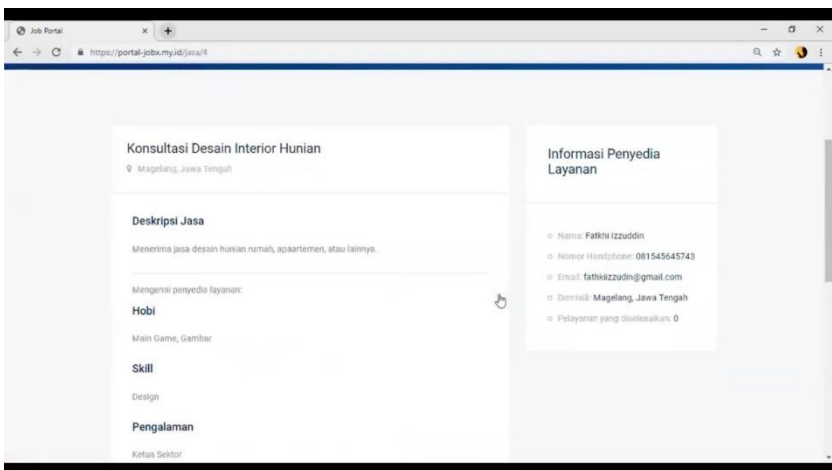 Job Portal
https://portal-jobx.my.id/jasa/4
Konsultasi Desain Interior Hunian
Magelang, Jawa Tengah
Deskripsi Jasa
Menerima jasa desain hunian rumah, apaartemen, atau lainnya.
Mengenai penyedia layanan:
Hobi
Main Game, Gambar
Skill
Design
Pengalaman
Ketua Sektor
Informasi Penyedia
Layanan
Nama: Fatkhi Izzuddin
Nomor Handphone: 081545645743
Email: fathkiizzudin@gmail.com
Domisili: Magelang, Jawa Tengah
Pelayanan yang diselesaikan: 0